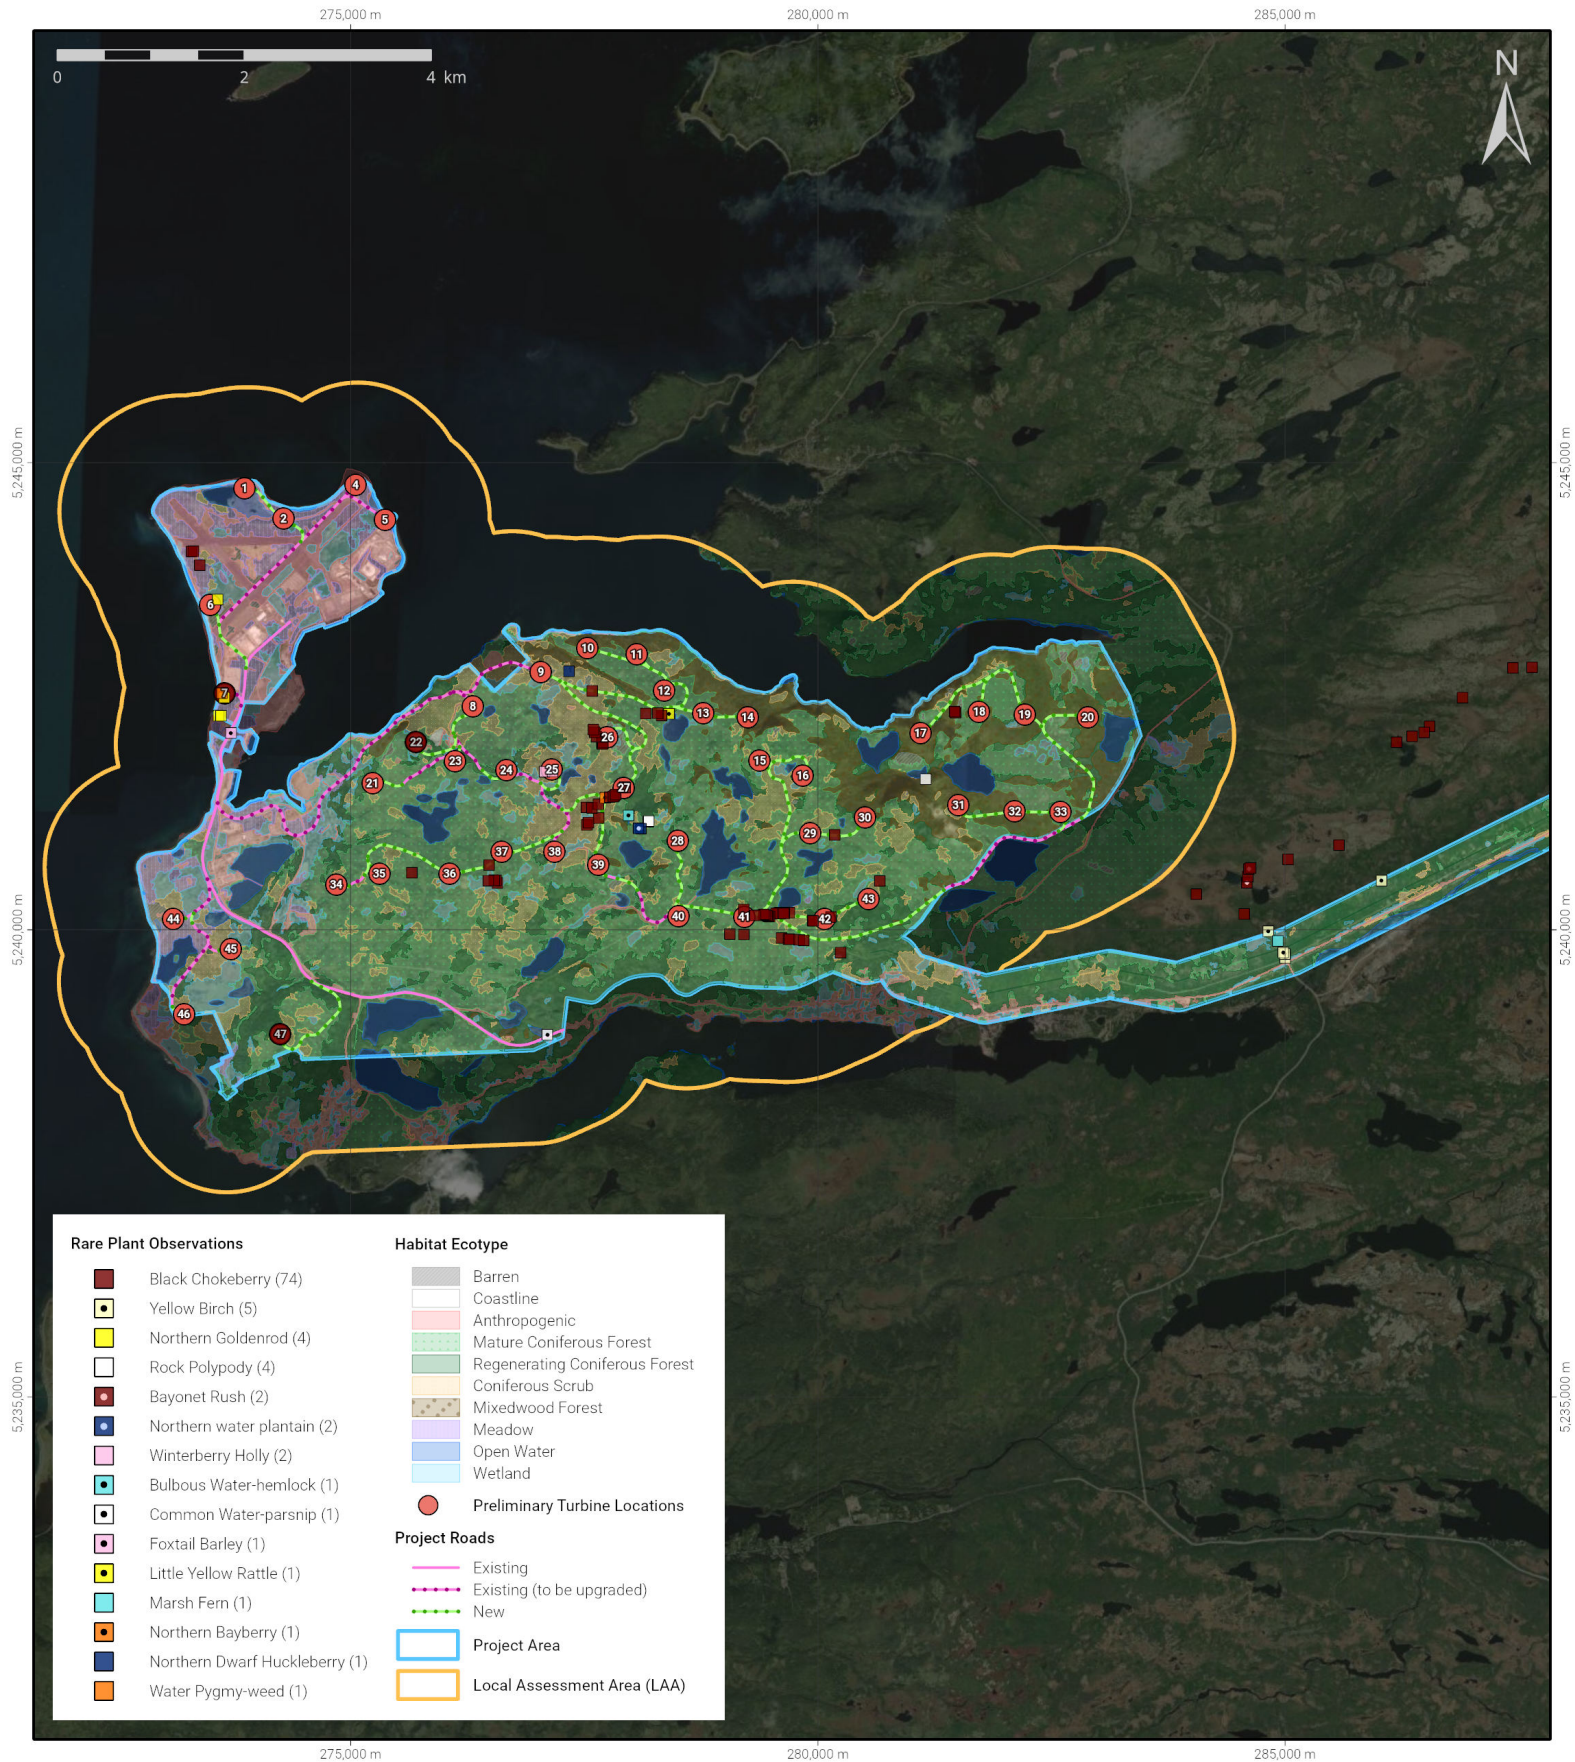 275,000 m
280,000 m
285,000 m
0
2
4 km
N
5,245,000 m
5,245,000 m
1
4
2
5
6
7
10
11
9
12
8
13
14
18
19
20
17
26
22
23
15
24
25
16
21
27
31
32
33
30
29
28
37
38
39
35
36
34
43
44
40
41
42
5,240,000 m
5,240,000 m
45
46
47
Rare Plant Observations
Black Chokeberry (74)
Yellow Birch (5)
Northern Goldenrod (4)
Rock Polypody (4)
Bayonet Rush (2)
Northern water plantain (2)
Winterberry Holly (2)
Bulbous Water-hemlock (1)
Common Water-parsnip (1)
Foxtail Barley (1)
Little Yellow Rattle (1)
Marsh Fern (1)
Northern Bayberry (1)
Northern Dwarf Huckleberry (1)
Water Pygmy-weed (1)
Habitat Ecotype
Barren
Coastline
Anthropogenic
Mature Coniferous Forest
Regenerating Coniferous Forest
Coniferous Scrub
Mixedwood Forest
Meadow
Open Water
Wetland
Preliminary Turbine Locations
Project Roads
Existing
Existing (to be upgraded)
New
Project Area
Local Assessment Area (LAA)
5,235,000 m
5,235,000 m
275,000 m
280,000 m
285,000 m